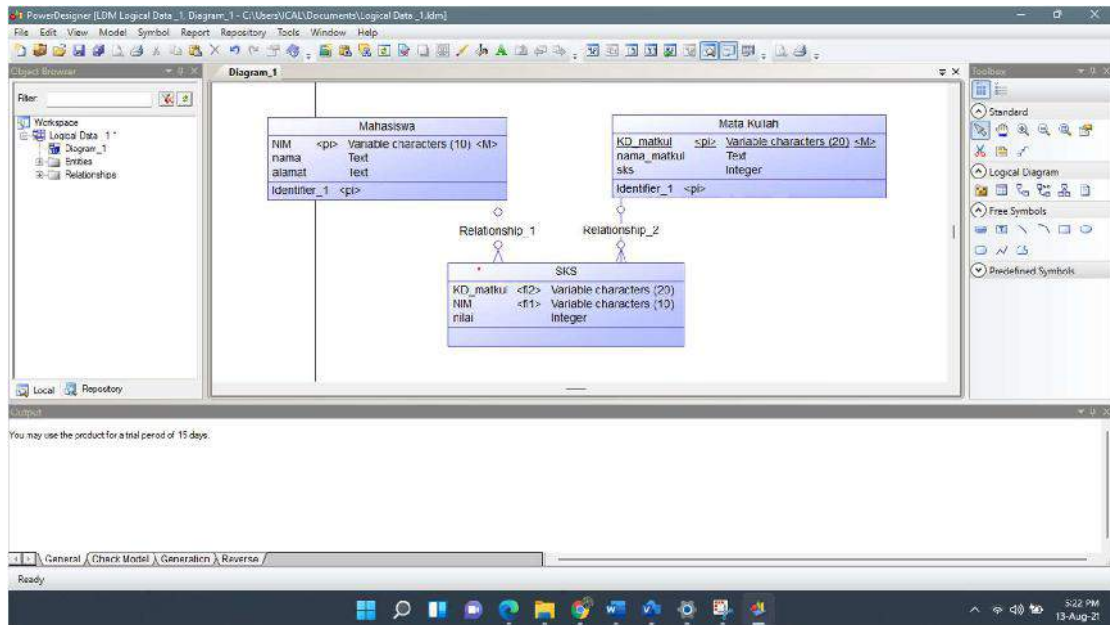 PowerDesigner [LDM Logical Data _1, Diagram_1 - C:\Users\ICAL\Documents\Logical Data _1.ldm]
File Edit View Model Symbol Report Repository Tools Window Help
Object Browser
Diagram_1
Toolbox
Filter:
Workspace
Logical Data 1 *
Diagram_1
Entities
Relationships
Local Repository
Mahasiswa
NIM <pi> Variable characters (10) <M>
nama Text
alamat Text
Identifier_1 <pi>
Mata Kuliah
KD_matkul <pi> Variable characters (20) <M>
nama_matkul Text
sks Integer
Identifier_1 <pi>
Relationship_1
Relationship_2
SKS
KD_matkul <fi2> Variable characters (20)
NIM <fi1> Variable characters (10)
nilai Integer
Standard
Logical Diagram
Free Symbols
Predefined Symbols
Output
You may use the product for a trial period of 15 days.
General Check Model Generation Reverse
Ready
5:22 PM
13-Aug-21